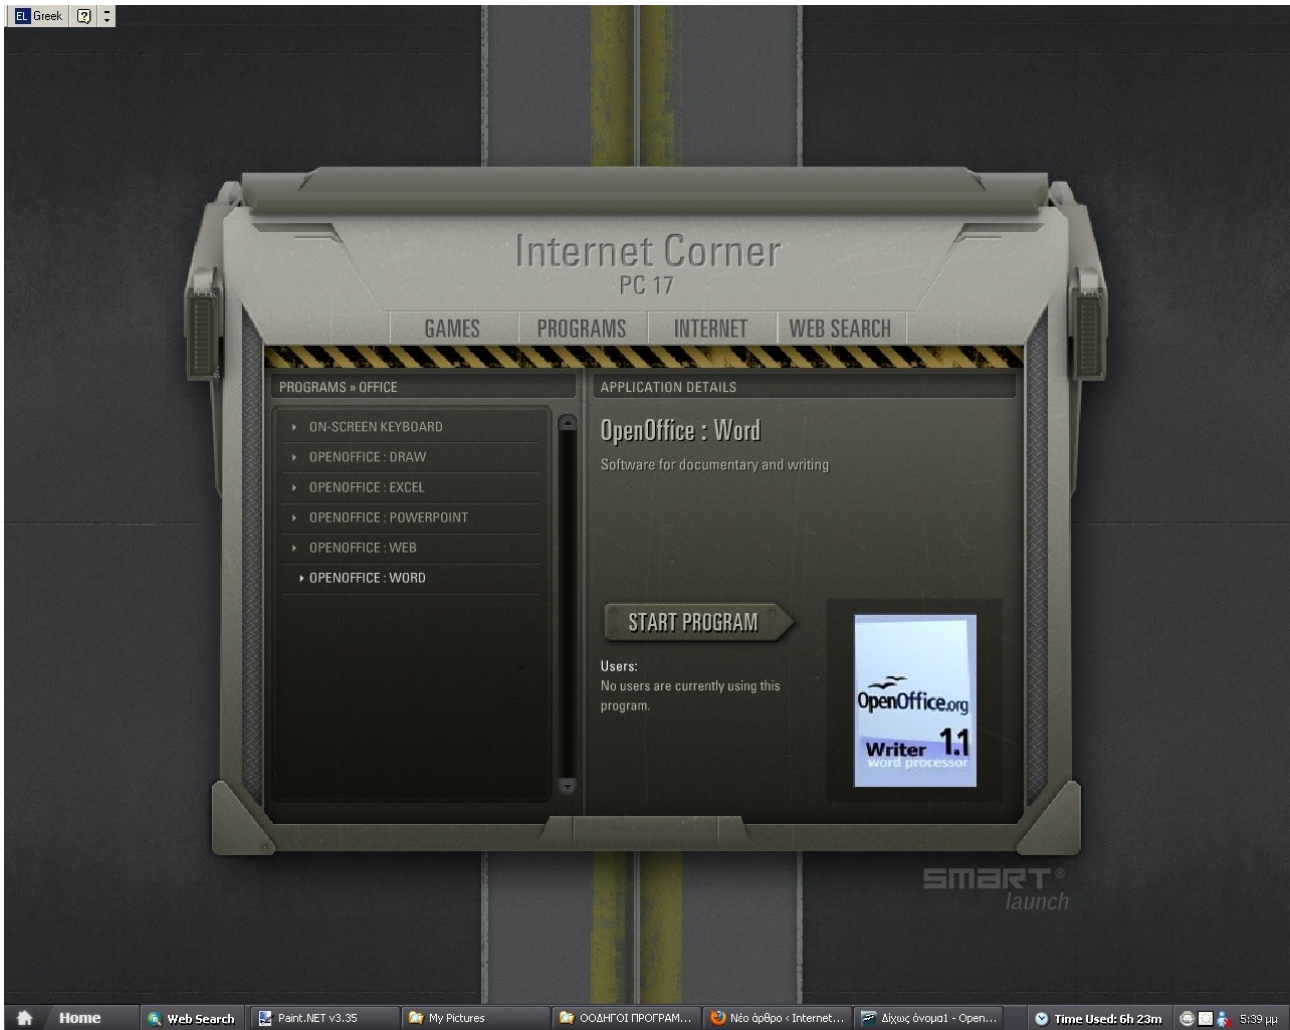 EL Greek
Internet Corner
PC 17
GAMES PROGRAMS INTERNET WEB SEARCH
PROGRAMS » OFFICE
ON-SCREEN KEYBOARD
OPENOFFICE : DRAW
OPENOFFICE : EXCEL
OPENOFFICE : POWERPOINT
OPENOFFICE : WEB
OPENOFFICE : WORD
APPLICATION DETAILS
OpenOffice : Word
Software for documentary and writing
START PROGRAM
Users:
No users are currently using this
program.
OpenOffice.org
Writer 1.1
word processor
SMART®
launch
Home Web Search Paint.NET v3.35 My Pictures ΟΟΔΗΓΟΙ ΠΡΟΓΡΑΜ... Νέο άρθρο ‹ Internet... Δίχως όνομα1 - Open... Time Used: 6h 23m 5:39 μμ